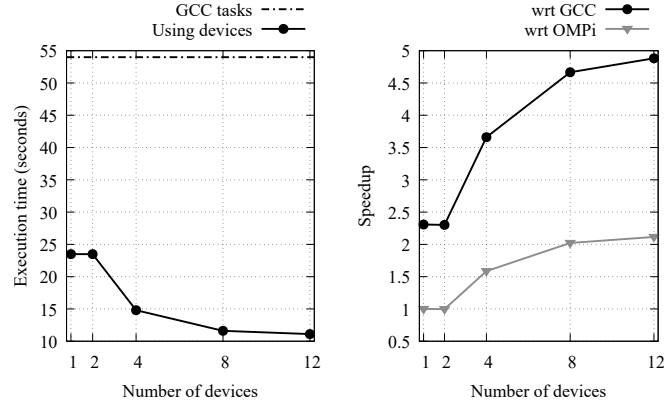 GCC tasks
Using devices
55
50
45
40
35
30
25
20
15
10
Execution time (seconds)
1 2 4 8 12
Number of devices
wrt GCC
wrt OMPi
5
4.5
4
3.5
3
2.5
2
1.5
1
0.5
Speedup
1 2 4 8 12
Number of devices